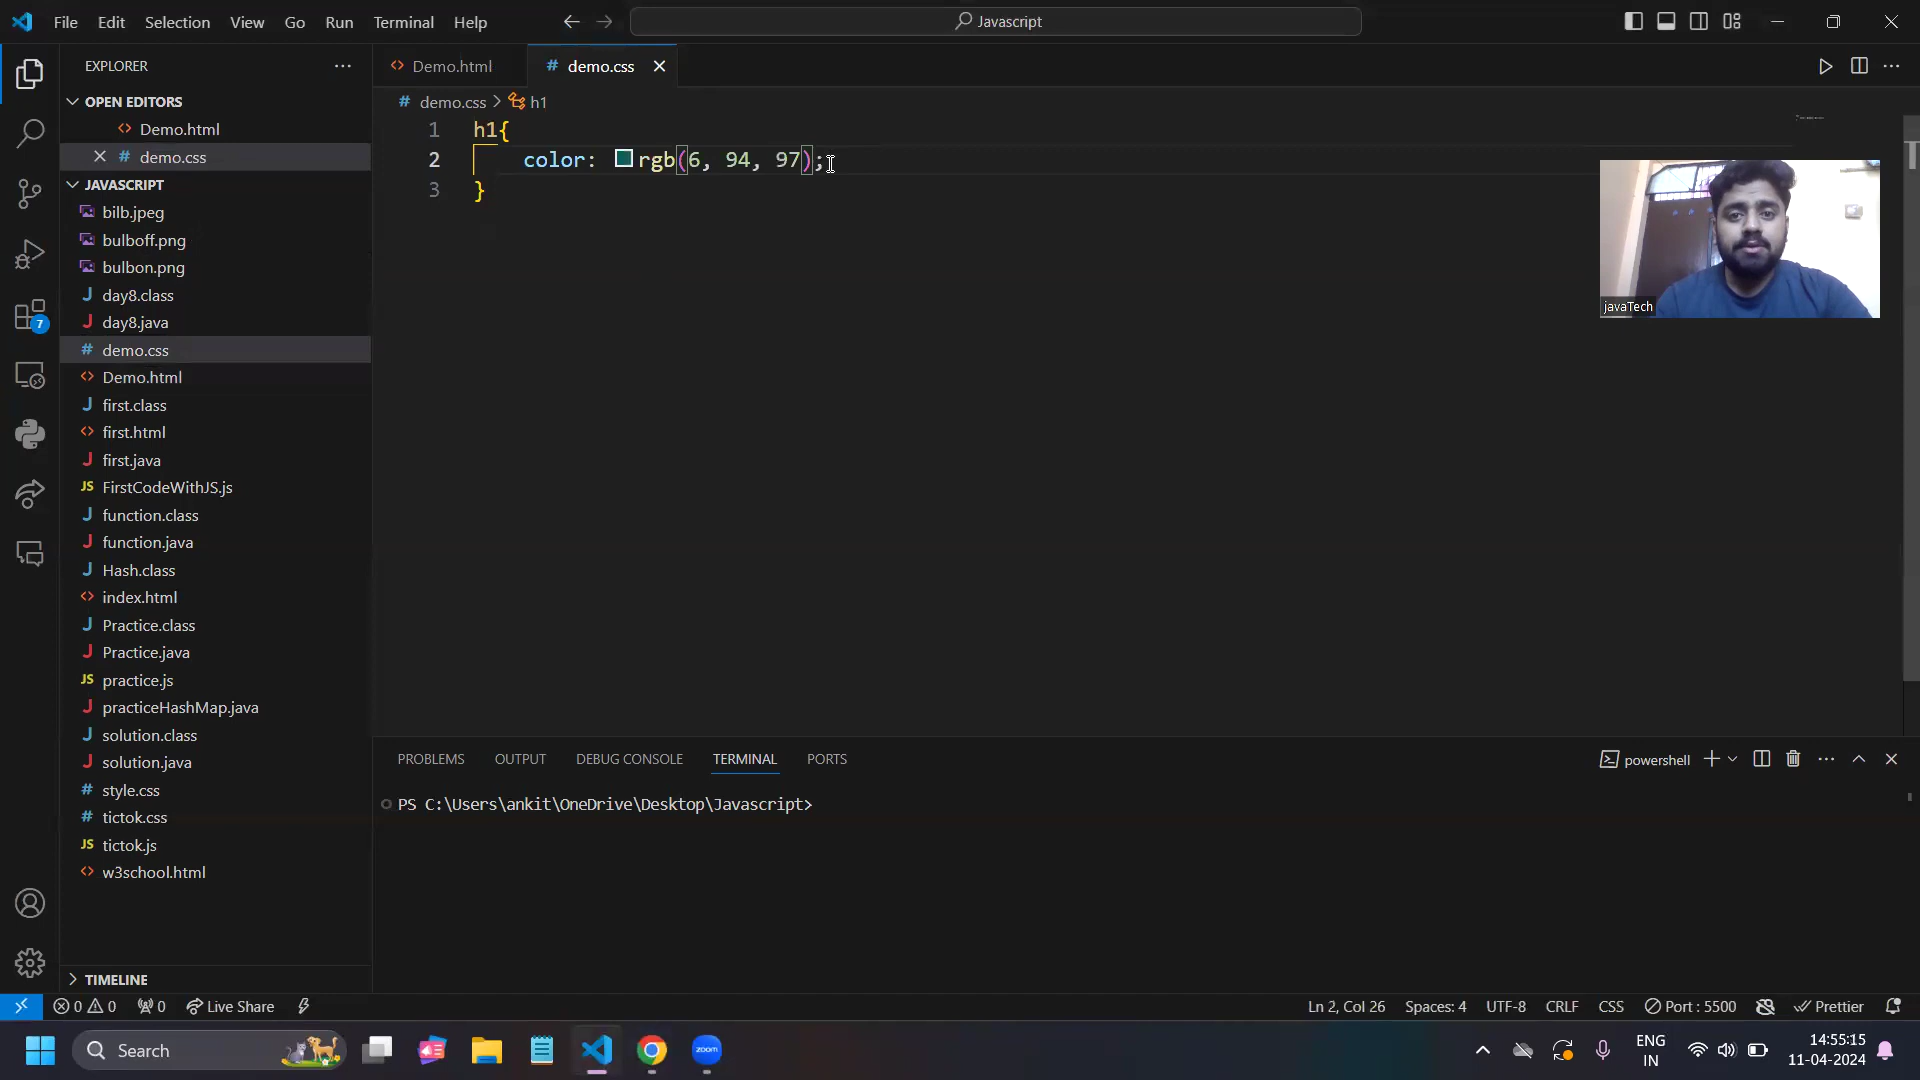 File Edit Selection View Go Run Terminal Help
Javascript
EXPLORER
Demo.html
demo.css
OPEN EDITORS
Demo.html
demo.css
JAVASCRIPT
bilb.jpeg
bulboff.png
bulbon.png
day8.class
day8.java
demo.css
Demo.html
first.class
first.html
first.java
FirstCodeWithJS.js
function.class
function.java
Hash.class
index.html
Practice.class
Practice.java
practice.js
practiceHashMap.java
solution.class
solution.java
style.css
tictok.css
tictok.js
w3school.html
TIMELINE
demo.css > h1
1 h1{
2 color: rgb(6, 94, 97);
3 }
javaTech
PROBLEMS OUTPUT DEBUG CONSOLE TERMINAL PORTS
powershell
PS C:\Users\ankit\OneDrive\Desktop\Javascript>
7
0 0 0 Live Share
Ln 2, Col 26 Spaces: 4 UTF-8 CRLF CSS Port : 5500 Prettier
Search
zoom
ENG
IN
14:55:15
11-04-2024